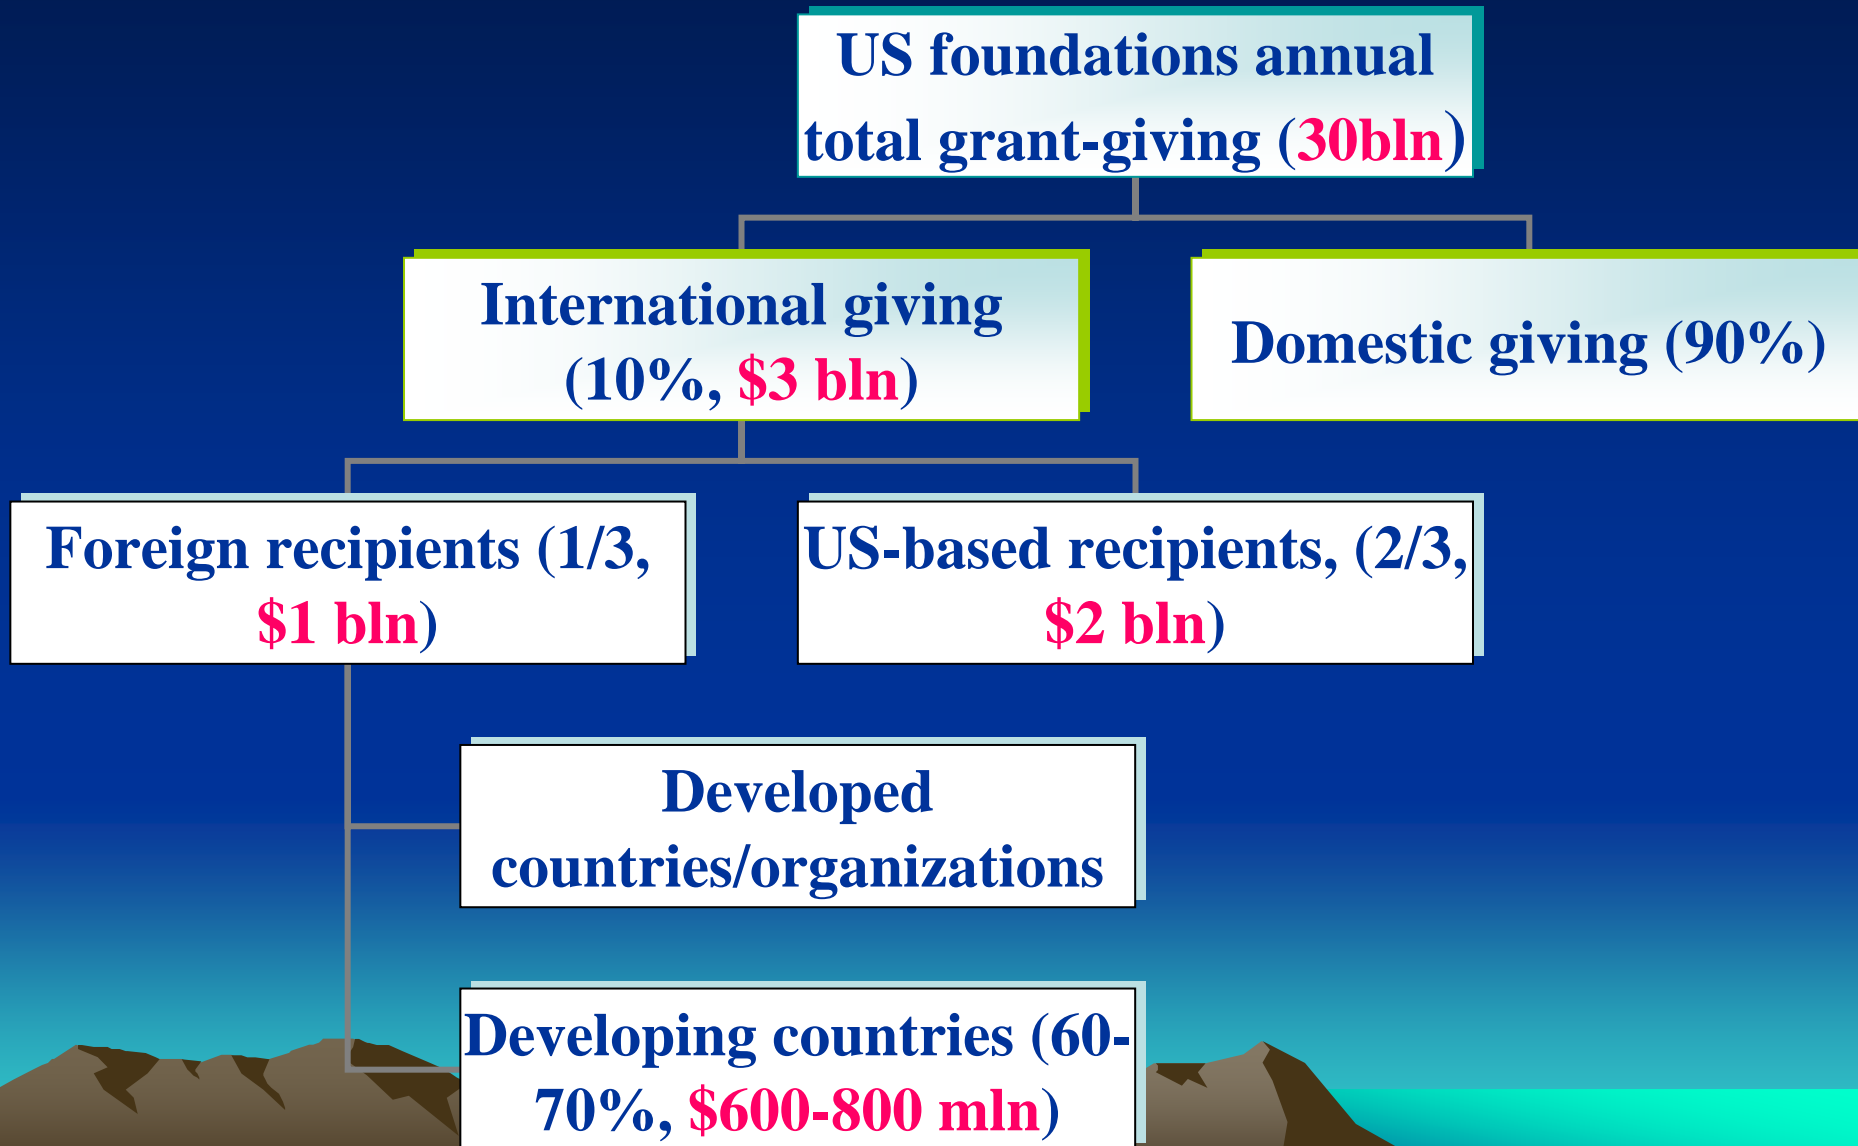 US foundations annual
total grant-giving (30bln)
International giving
(10%, $3 bln)
Domestic giving (90%)
Foreign recipients (1/3,
$1 bln)
US-based recipients, (2/3,
$2 bln)
Developed
countries/organizations
Developing countries (60-
70%, $600-800 mln)